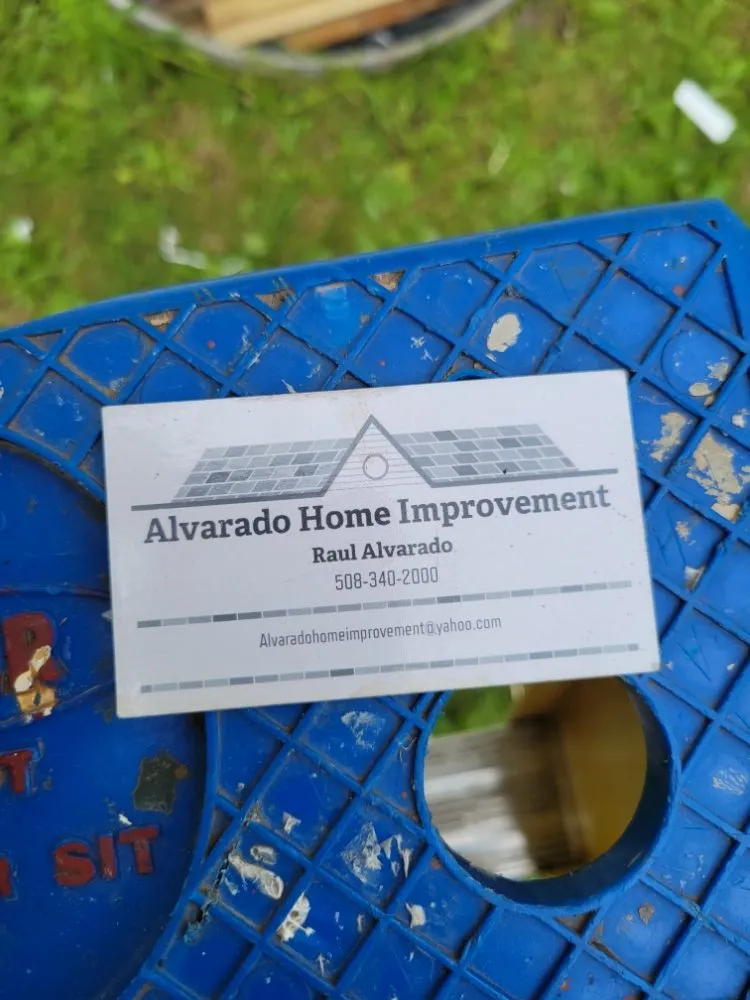 Alvarado Home Improvement
Raul Alvarado
508-340-2000
Alvaradohomeimprovement@yahoo.com
SIT